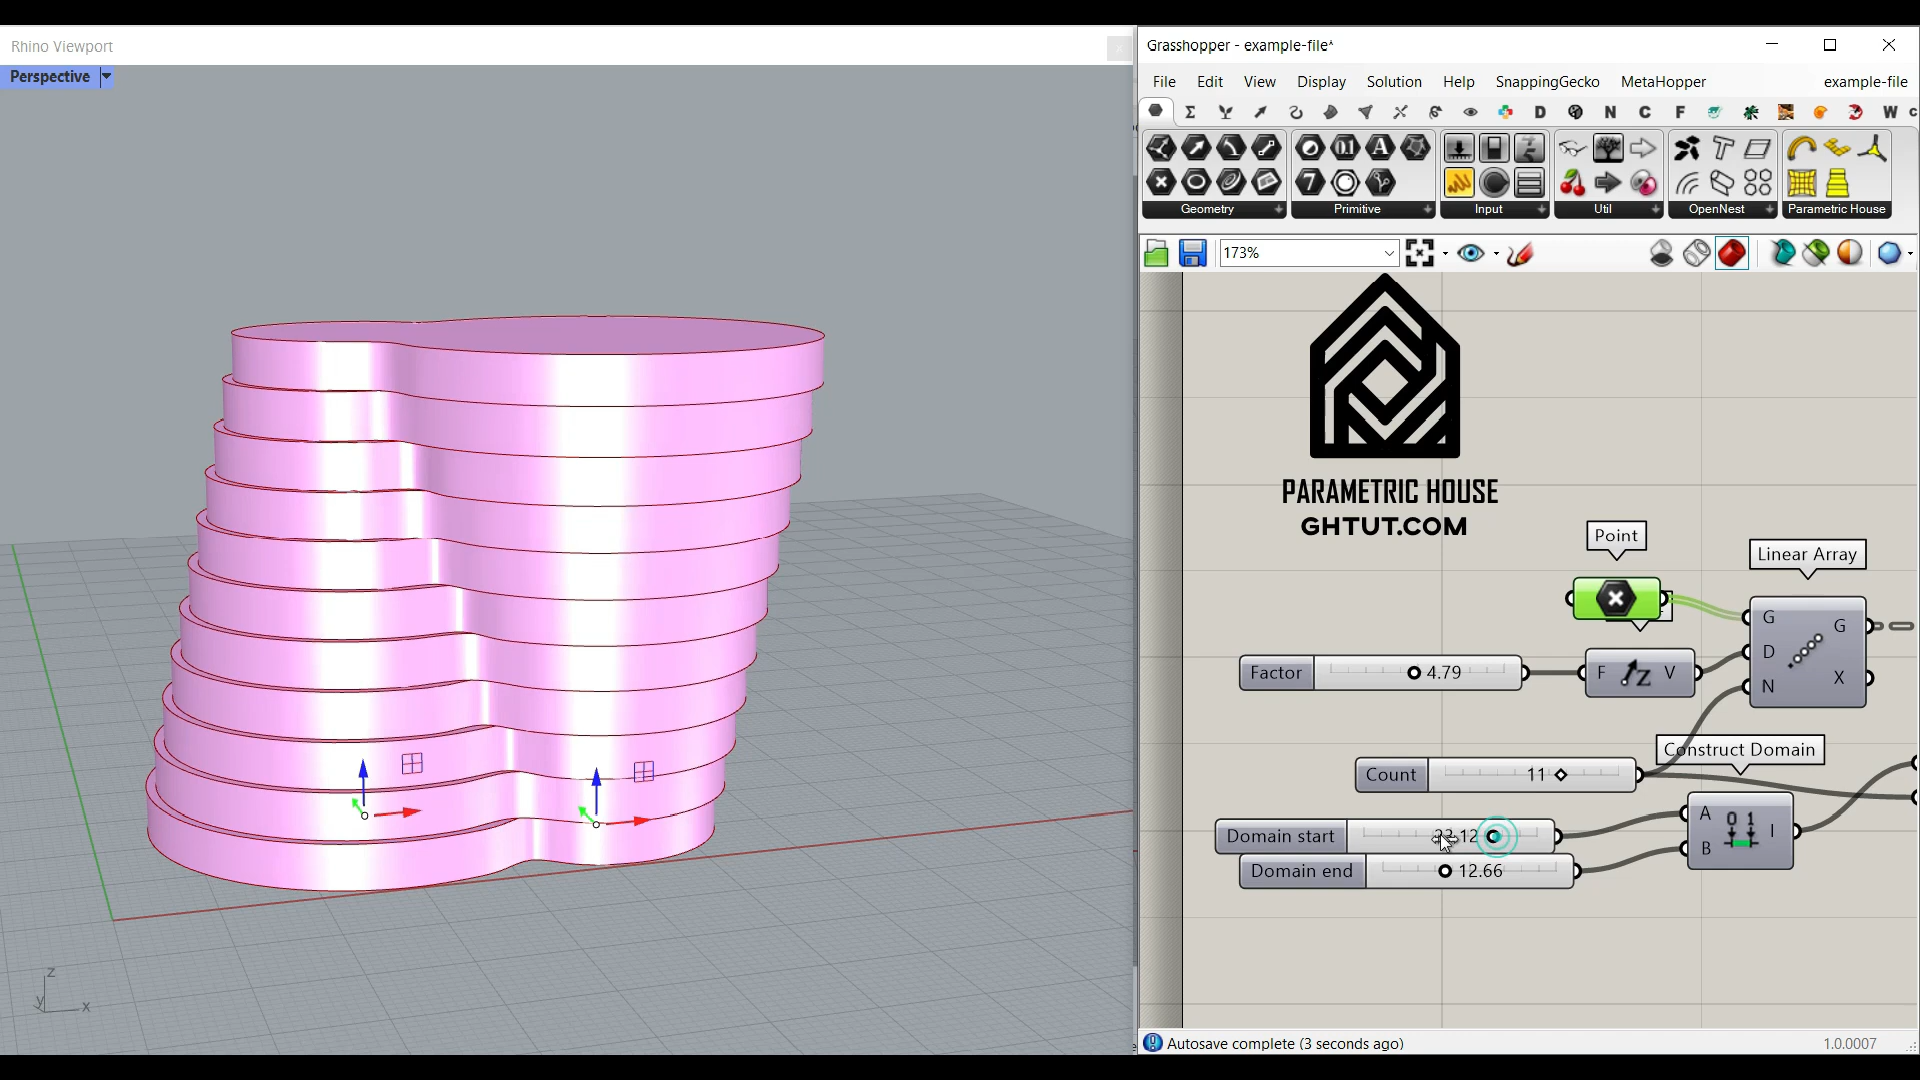 Rhino Viewport
Perspective
z
y
x
Grasshopper - example-file*
File Edit View Display Solution Help SnappingGecko MetaHopper example-file
D N C F W
Geometry Primitive Input Util OpenNest Parametric House
173%
PARAMETRIC HOUSE
GHTUT.COM
Point
Linear Array
G
D
N
G
X
Factor 4.79
F Z V
Count 11
Construct Domain
Domain start
Domain end 12.66
A
B
0 1
I
Autosave complete (3 seconds ago)
1.0.0007